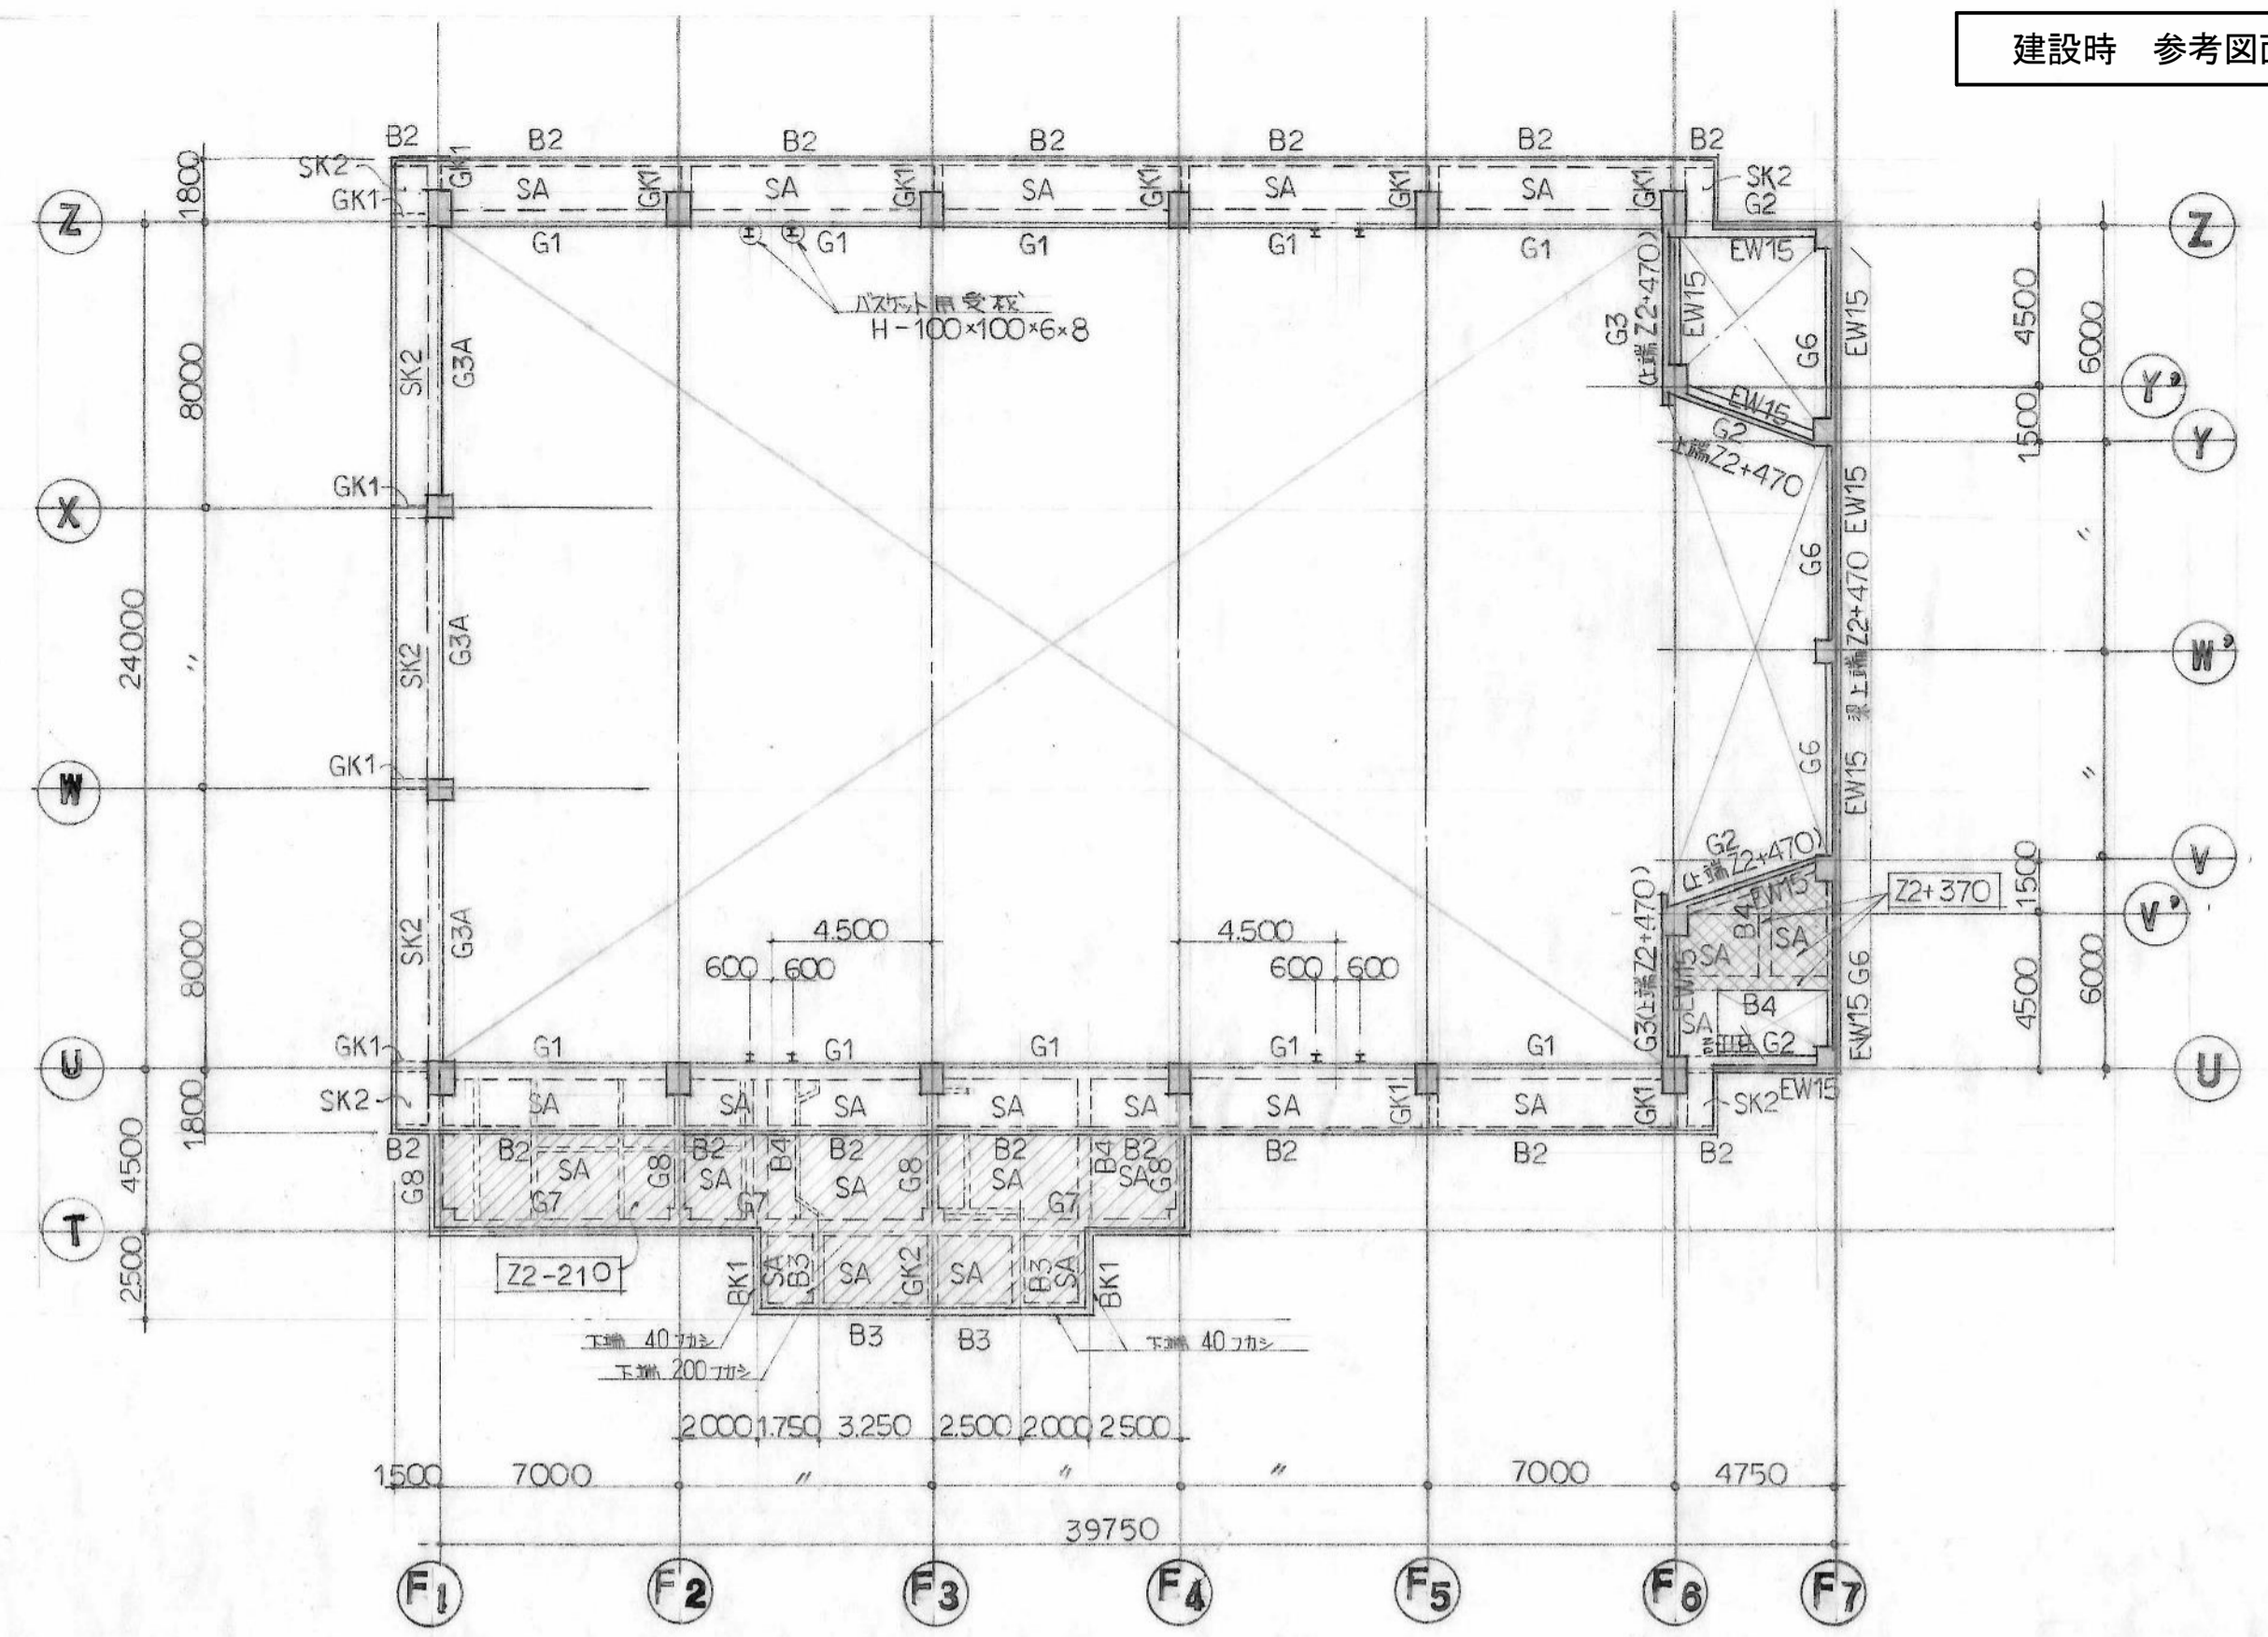 建設時 参考図面
B2 B2 B2 B2 B2 B2 B2
SK2 GK1 SA GK1 SA GK1 SA GK1 SA GK1 SA GK1 SK2
1800
GK1 G2
Z Z
G1 G1 G1 G1 G1 EW15
バスケット用受材
H-100×100×6×8
8000 SK2 G3A G3 (上端Z2+470) EW15 G6 EW15 4500 6000
Y'
EW15
G2
上端Z2+470
1500
Y
GK1
X
G6 EW15 〃
24000 〃 SK2 G3A
梁上端Z2+470
W'
GK1
W
G6 EW15 〃
G2
(上端Z2+470)
EW15
1500
V
Z2+370
V'
8000 SK2 G3A
4.500 4.500
600 600 600 600
G3(上端Z2+470) EW15 SA B4 SA EW15 G6 4500 6000
B4
SA G2
GK1 G1 G1 G1 G1 G1
U U
1800 SK2 SA SA SA SA SA SA GK1 SA GK1 SK2 EW15
B2 B2 B2 B2 B2 B2 B2 B2 B2
4500 G8 SA G8 SA B4 SA G8 SA B4 SA G8
G7 G7 G7
T
2500 Z2-210 BK1 SA B3 SA GK2 SA B3 SA BK1
下端 40フカシ B3 B3 下端 40フカシ
下端 200フカシ
2000 1.750 3.250 2.500 2000 2500
1500 7000 〃 〃 〃 7000 4750
39750
F1 F2 F3 F4 F5 F6 F7